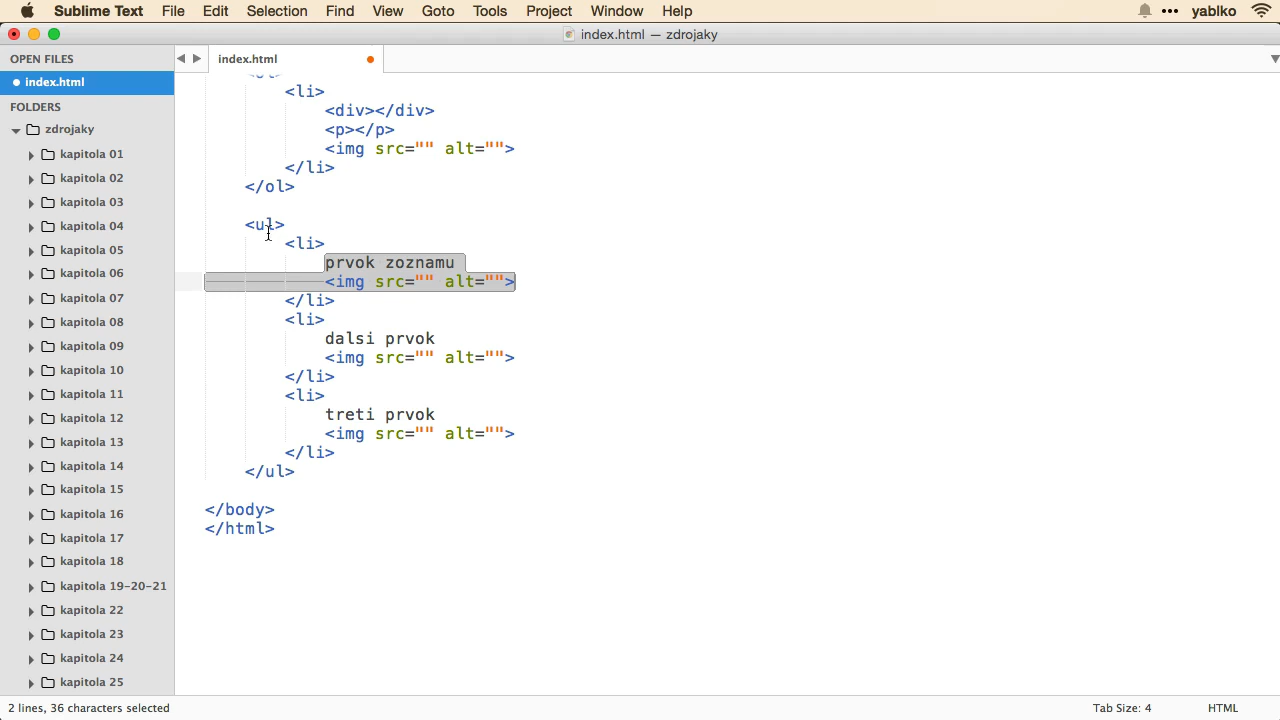 Sublime Text File Edit Selection Find View Goto Tools Project Window Help yablko
index.html — zdrojaky
OPEN FILES
index.html
FOLDERS
zdrojaky
kapitola 01
kapitola 02
kapitola 03
kapitola 04
kapitola 05
kapitola 06
kapitola 07
kapitola 08
kapitola 09
kapitola 10
kapitola 11
kapitola 12
kapitola 13
kapitola 14
kapitola 15
kapitola 16
kapitola 17
kapitola 18
kapitola 19-20-21
kapitola 22
kapitola 23
kapitola 24
kapitola 25
index.html
<li>
<div></div>
<p></p>
<img src="" alt="">
</li>
</ol>
<ul>
<li>
prvok zoznamu
<img src="" alt="">
</li>
<li>
dalsi prvok
<img src="" alt="">
</li>
<li>
treti prvok
<img src="" alt="">
</li>
</ul>
</body>
</html>
2 lines, 36 characters selected
Tab Size: 4 HTML